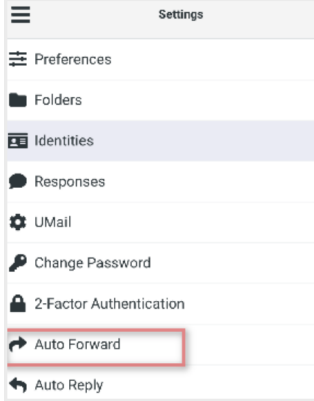 Settings
Preferences
Folders
Identities
Responses
UMail
Change Password
2-Factor Authentication
Auto Forward
Auto Reply